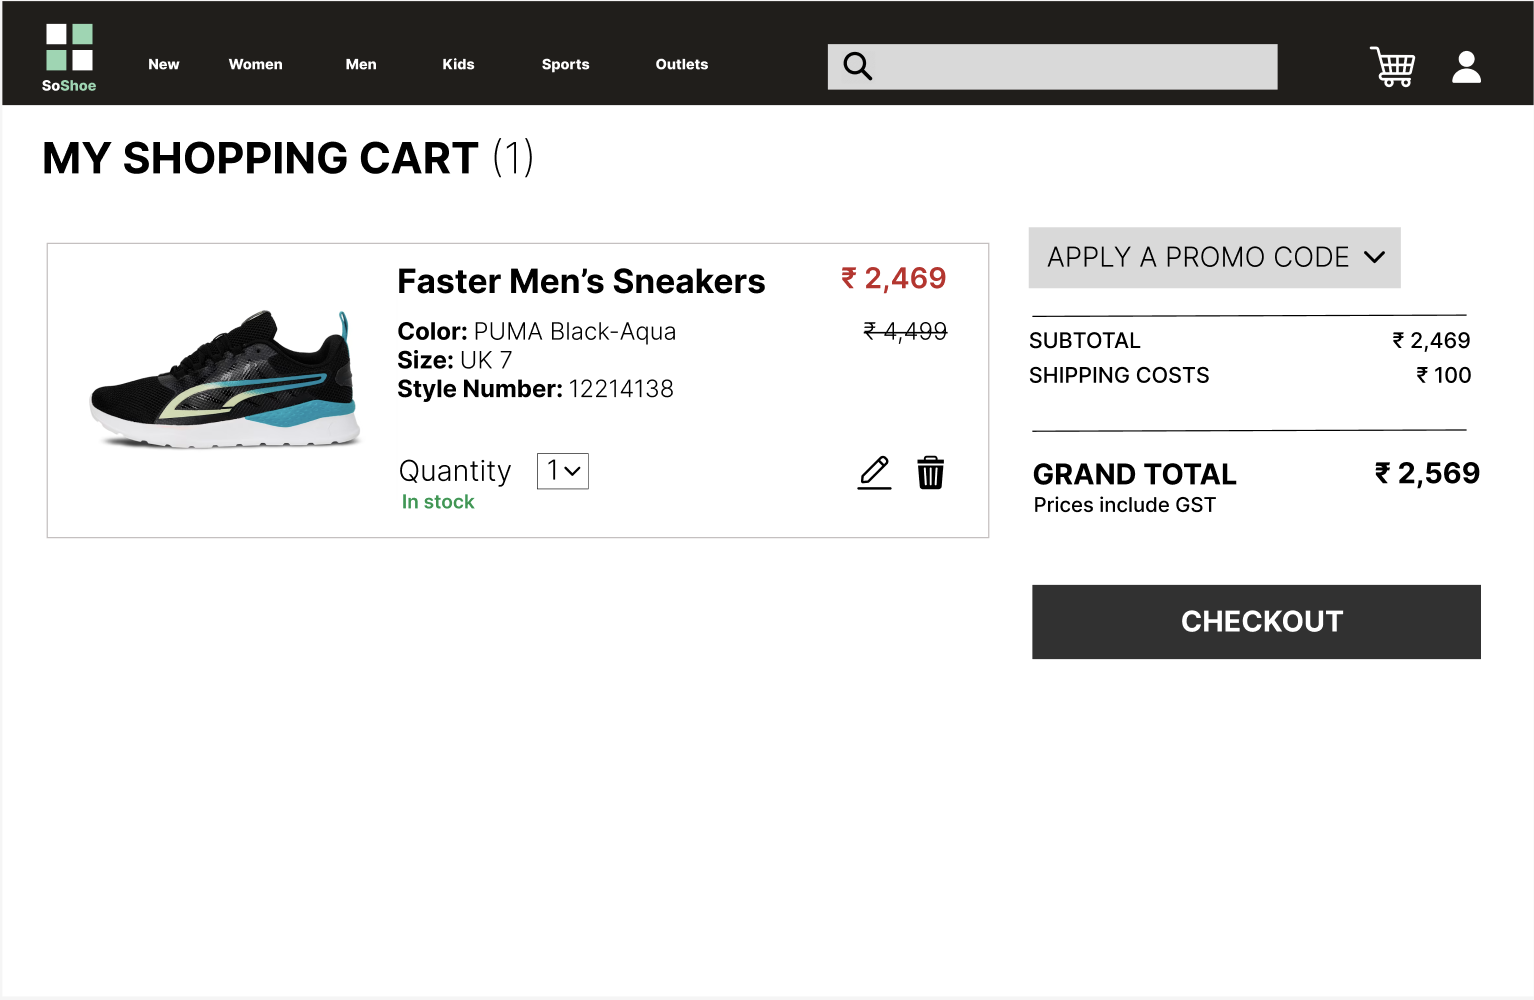 SoShoe
New
Women
Men
Kids
Sports
Outlets
MY SHOPPING CART (1)
Faster Men’s Sneakers
₹ 2,469
Color: PUMA Black-Aqua
₹ 4,499
Size: UK 7
Style Number: 12214138
Quantity
1
In stock
APPLY A PROMO CODE
SUBTOTAL
₹ 2,469
SHIPPING COSTS
₹ 100
GRAND TOTAL
₹ 2,569
Prices include GST
CHECKOUT